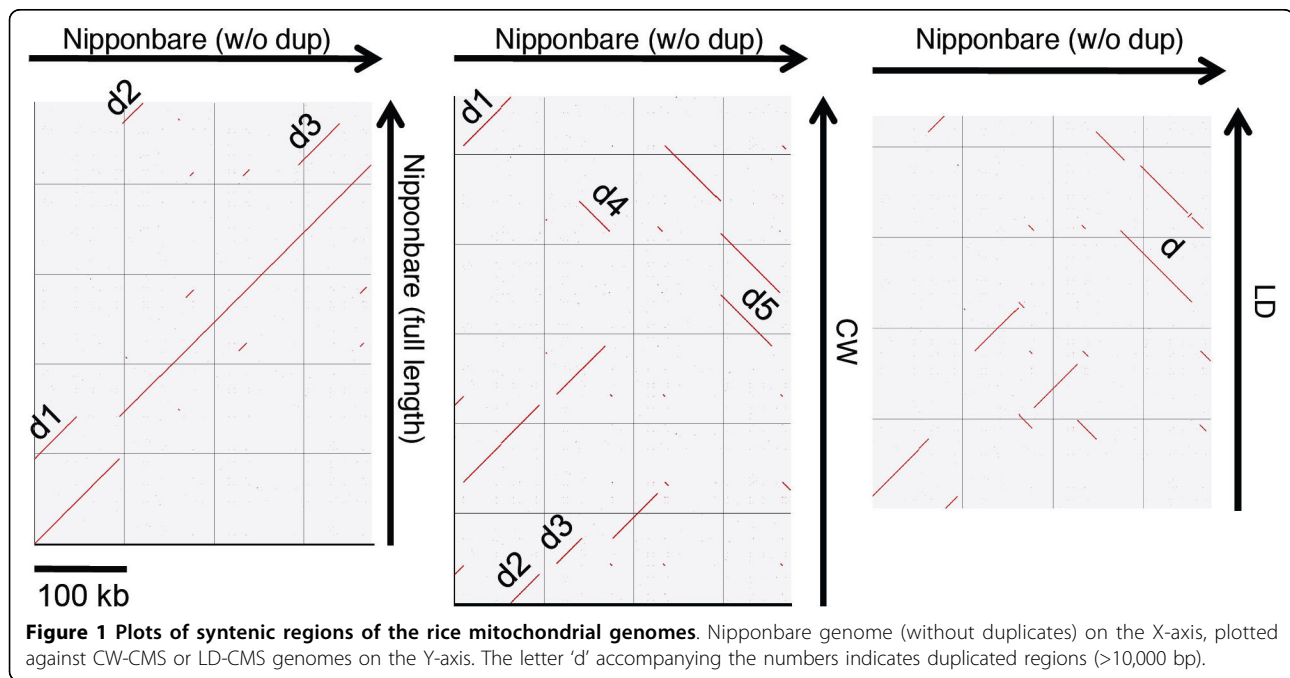 Nipponbare (w/o dup)
d2
d3
d1
Nipponbare (full length)
100 kb
Nipponbare (w/o dup)
d1
d4
d5
d3
d2
CW
Nipponbare (w/o dup)
d
LD
Figure 1 Plots of syntenic regions of the rice mitochondrial genomes. Nipponbare genome (without duplicates) on the X-axis, plotted
against CW-CMS or LD-CMS genomes on the Y-axis. The letter 'd' accompanying the numbers indicates duplicated regions (>10,000 bp).